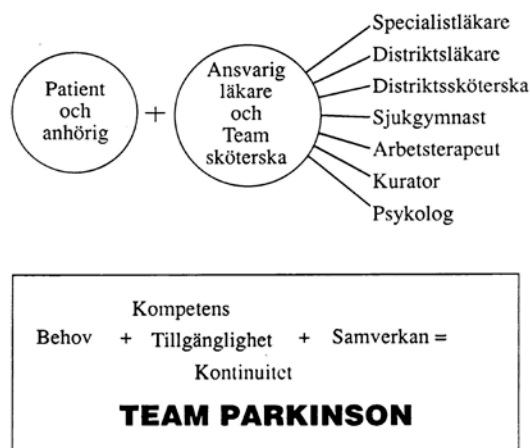 Patient
och
anhörig
+
Ansvarig
läkare
och
Team
sköterska
Specialistläkare
Distriktsläkare
Distriktssköterska
Sjukgymnast
Arbetsterapeut
Kurator
Psykolog
Kompetens
Behov + Tillgänglighet + Samverkan =
Kontinuitet
TEAM PARKINSON